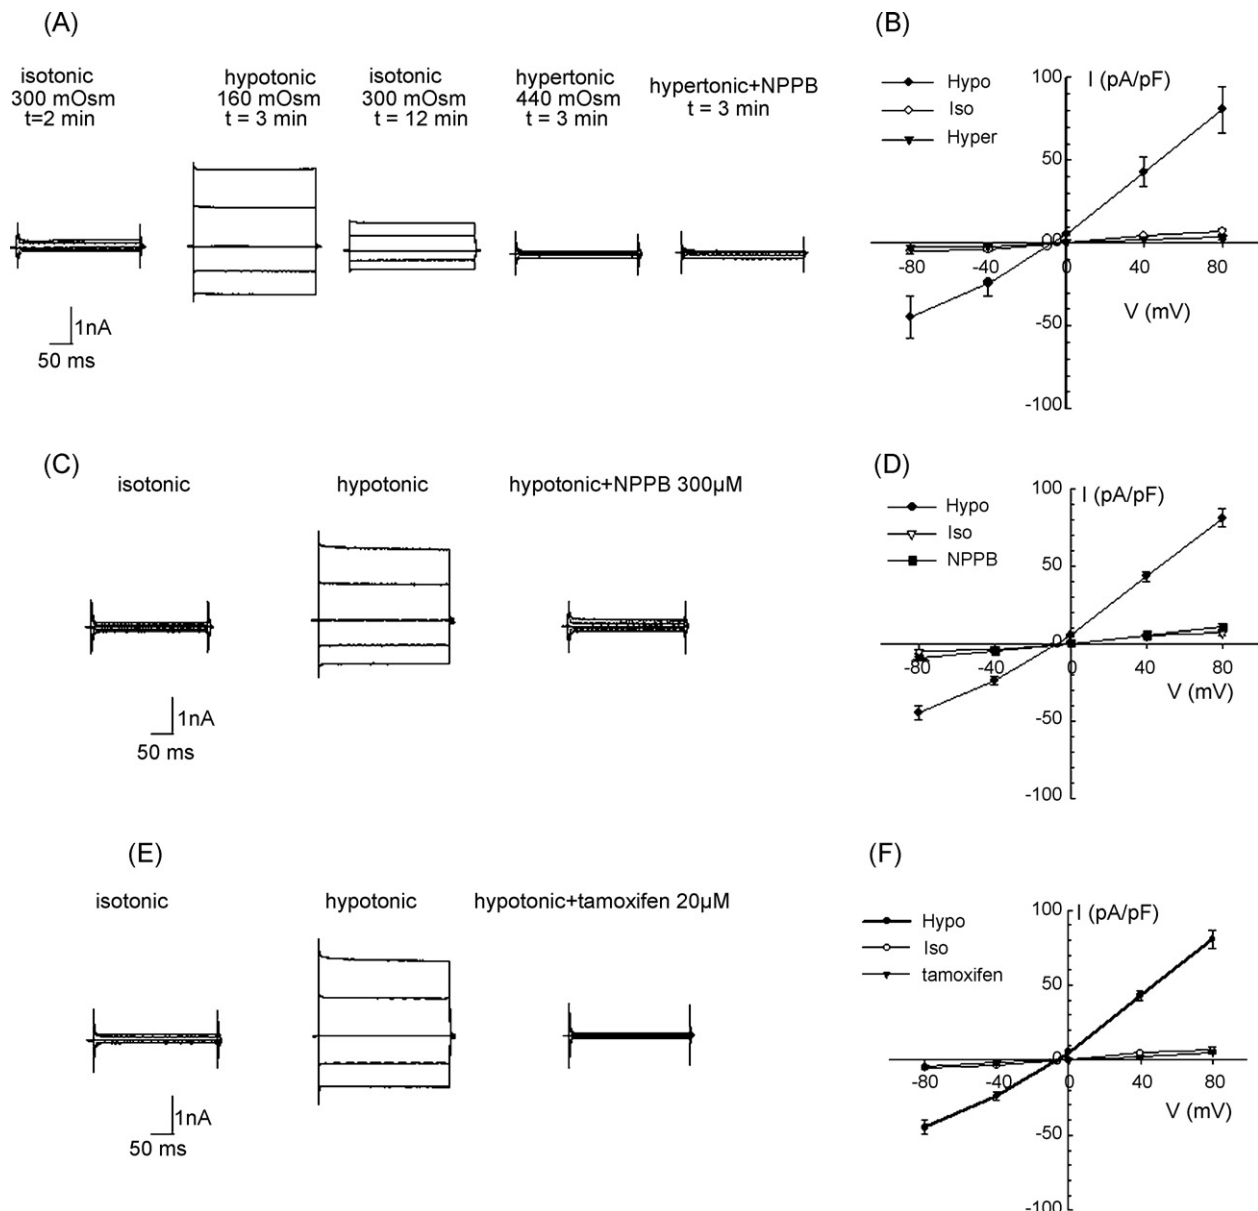 (A)
isotonic
300 mOsm
t=2 min
hypotonic
160 mOsm
t = 3 min
isotonic
300 mOsm
t = 12 min
hypertonic
440 mOsm
t = 3 min
hypertonic+NPPB
t = 3 min
1nA
50 ms
(B)
Hypo
Iso
Hyper
I (pA/pF)
100
50
0
-50
-100
-80
-40
0
40
80
V (mV)
(C)
isotonic
hypotonic
hypotonic+NPPB 300µM
1nA
50 ms
(D)
Hypo
Iso
NPPB
I (pA/pF)
100
50
0
-50
-100
-80
-40
0
40
80
V (mV)
(E)
isotonic
hypotonic
hypotonic+tamoxifen 20µM
1nA
50 ms
(F)
Hypo
Iso
tamoxifen
I (pA/pF)
100
50
0
-50
-100
-80
-40
0
40
80
V (mV)